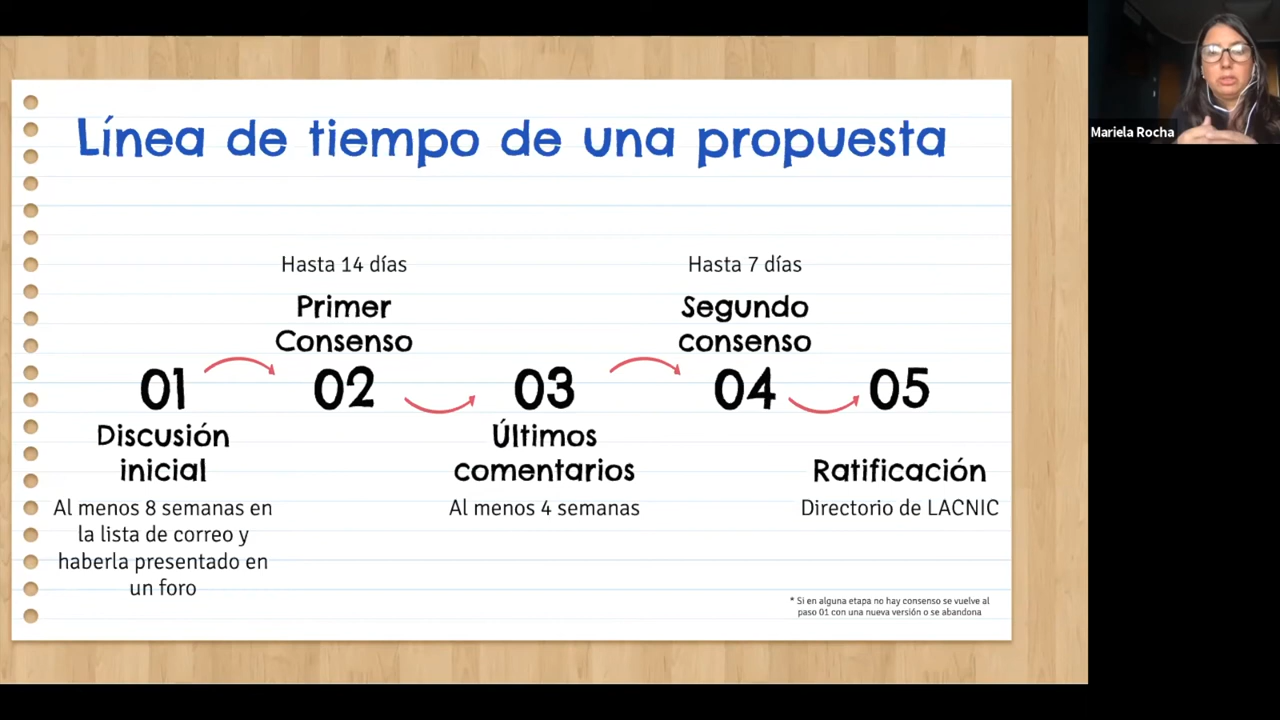 Línea de tiempo de una propuesta
Hasta 14 días
Primer
Consenso
Hasta 7 días
Segundo
consenso
01
02
03
04
05
Discusión
inicial
Al menos 8 semanas en
la lista de correo y
haberla presentado en
un foro
Últimos
comentarios
Al menos 4 semanas
Ratificación
Directorio de LACNIC
* Si en alguna etapa no hay consenso se vuelve al
paso 01 con una nueva versión o se abandona
Mariela Rocha